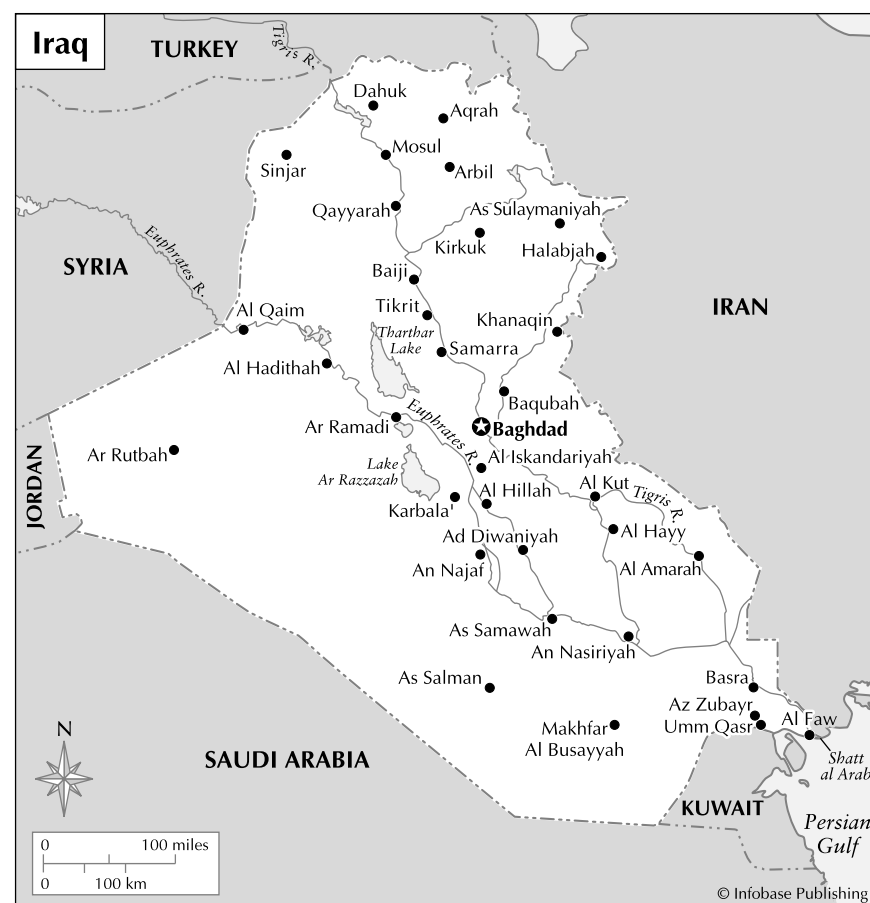 Iraq
TURKEY
Tigris R.
Dahuk
Aqrah
Mosul
Sinjar
Arbil
Qayyarah
As Sulaymaniyah
Kirkuk
Halabjah
Euphrates R.
SYRIA
Baiji
IRAN
Al Qaim
Tikrit
Khanaqin
Tharthar
Lake
Samarra
Al Hadithah
Baqubah
Euphrates R.
Ar Ramadi
Baghdad
Ar Rutbah
Al Iskandariyah
Lake
Ar Razzazah
JORDAN
Al Kut
Tigris R.
Al Hillah
Karbala'
Al Hayy
Ad Diwaniyah
An Najaf
Al Amarah
As Samawah
An Nasiriyah
As Salman
Basra
Az Zubayr
Umm Qasr
Al Faw
Makhfar
Al Busayyah
N
SAUDI ARABIA
Shatt
al Arab
KUWAIT
Persian
Gulf
0 100 miles
0 100 km
© Infobase Publishing